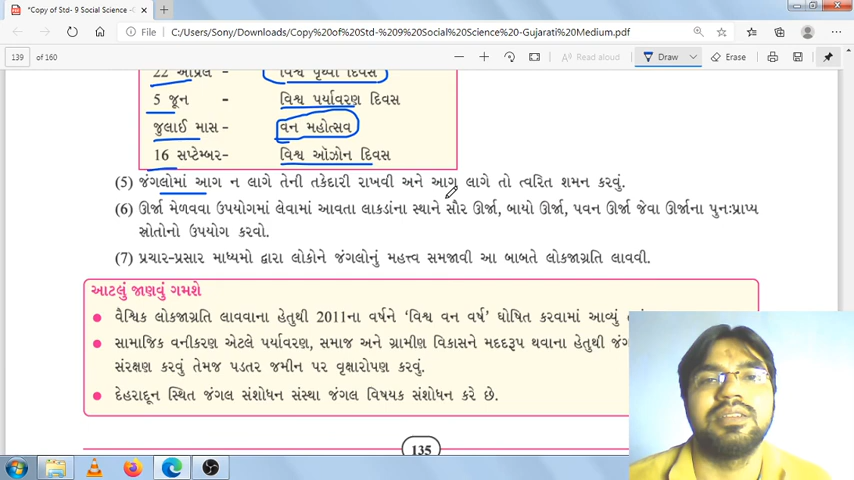 *Copy of Std- 9 Social Science -G
File | C:/Users/Sony/Downloads/Copy%20of%20Std-%209%20Social%20Science%20-%20Gujarati%20Medium.pdf
139 of 160
Read aloud
Draw
Erase
22 એપ્રિલ - વિશ્વ પૃથ્વી દિવસ
5 જૂન - વિશ્વ પર્યાવરણ દિવસ
જુલાઈ માસ - વન મહોત્સવ
16 સપ્ટેમ્બર- વિશ્વ ઑઝોન દિવસ
(5) જંગલોમાં આગ ન લાગે તેની તકેદારી રાખવી અને આગ લાગે તો ત્વરિત શમન કરવું.
(6) ઊર્જા મેળવવા ઉપયોગમાં લેવામાં આવતા લાકડાંના સ્થાને સૌર ઊર્જા, બાયો ઊર્જા, પવન ઊર્જા જેવા ઊર્જાના પુનઃપ્રાપ્ય
સ્રોતોનો ઉપયોગ કરવો.
(7) પ્રચાર-પ્રસાર માધ્યમો દ્વારા લોકોને જંગલોનું મહત્ત્વ સમજાવી આ બાબતે લોકજાગ્રતિ લાવવી.
આટલું જાણવું ગમશે
● વૈશ્વિક લોકજાગ્રતિ લાવવાના હેતુથી 2011ના વર્ષને ‘વિશ્વ વન વર્ષ’ ઘોષિત કરવામાં આવ્યું
● સામાજિક વનીકરણ એટલે પર્યાવરણ, સમાજ અને ગ્રામીણ વિકાસને મદદરૂપ થવાના હેતુથી
સંરક્ષણ કરવું તેમજ પડતર જમીન પર વૃક્ષારોપણ કરવું.
● દેહરાદૂન સ્થિત જંગલ સંશોધન સંસ્થા જંગલ વિષયક સંશોધન કરે છે.
135